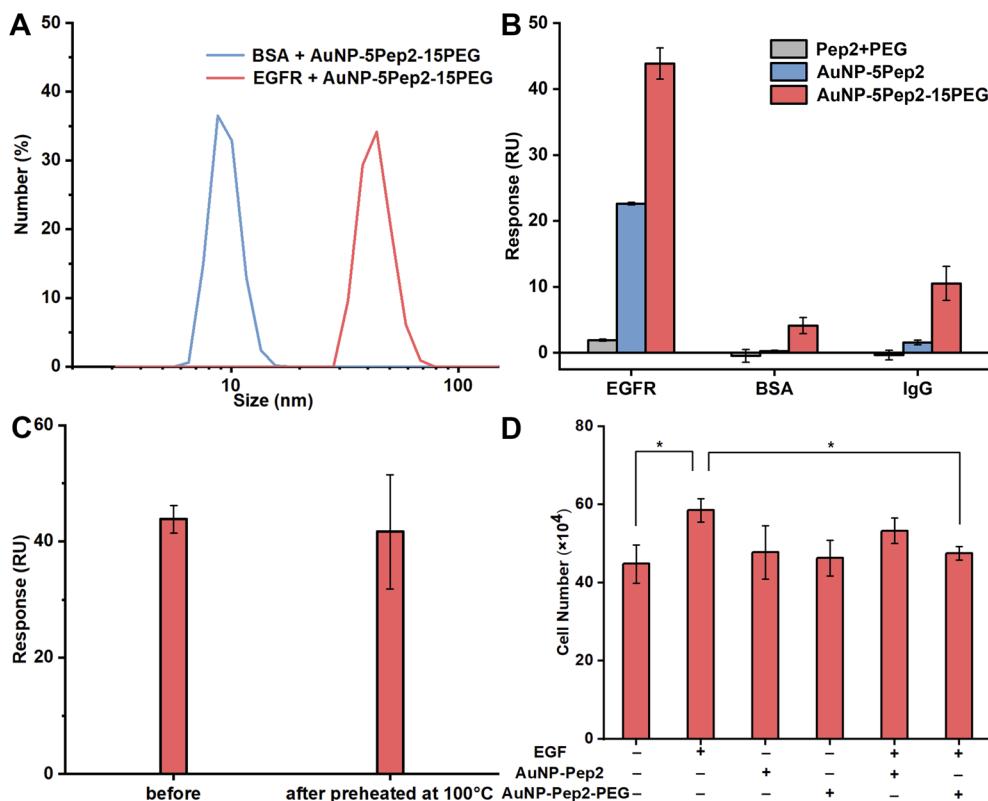 A
50
40
30
20
10
0
Number (%)
BSA + AuNP-5Pep2-15PEG
EGFR + AuNP-5Pep2-15PEG
10
100
Size (nm)
B
50
40
30
20
10
0
Response (RU)
Pep2+PEG
AuNP-5Pep2
AuNP-5Pep2-15PEG
EGFR
BSA
IgG
C
60
40
20
0
Response (RU)
before
after preheated at 100°C
D
80
60
40
20
0
Cell Number (×10⁴)
*
*
EGF – + – – + +
AuNP-Pep2 – – + – + –
AuNP-Pep2-PEG – – – + – +